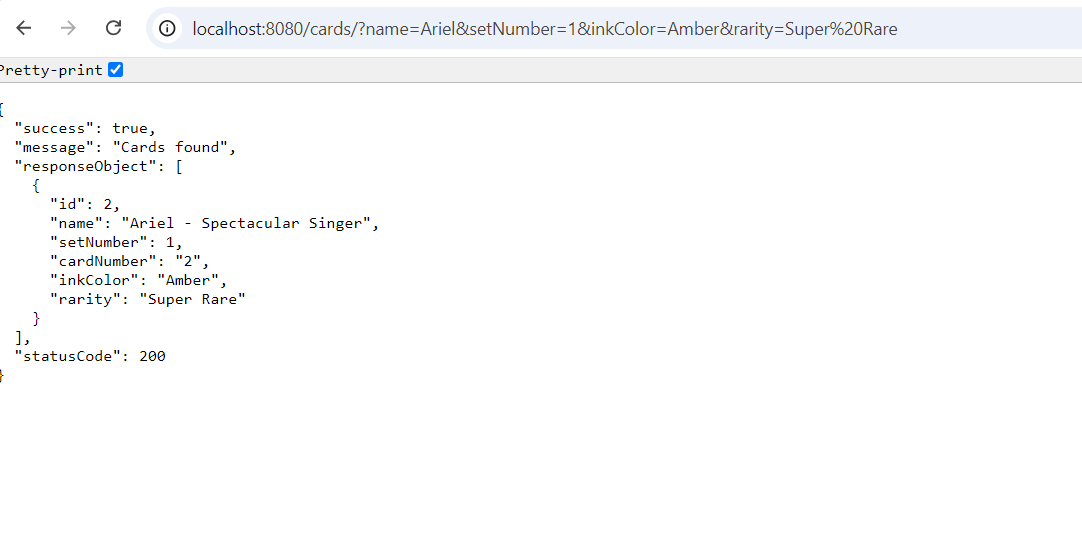 localhost:8080/cards/?name=Ariel&setNumber=1&inkColor=Amber&rarity=Super%20Rare
Pretty-print
{
  "success": true,
  "message": "Cards found",
  "responseObject": [
    {
      "id": 2,
      "name": "Ariel - Spectacular Singer",
      "setNumber": 1,
      "cardNumber": "2",
      "inkColor": "Amber",
      "rarity": "Super Rare"
    }
  ],
  "statusCode": 200
}